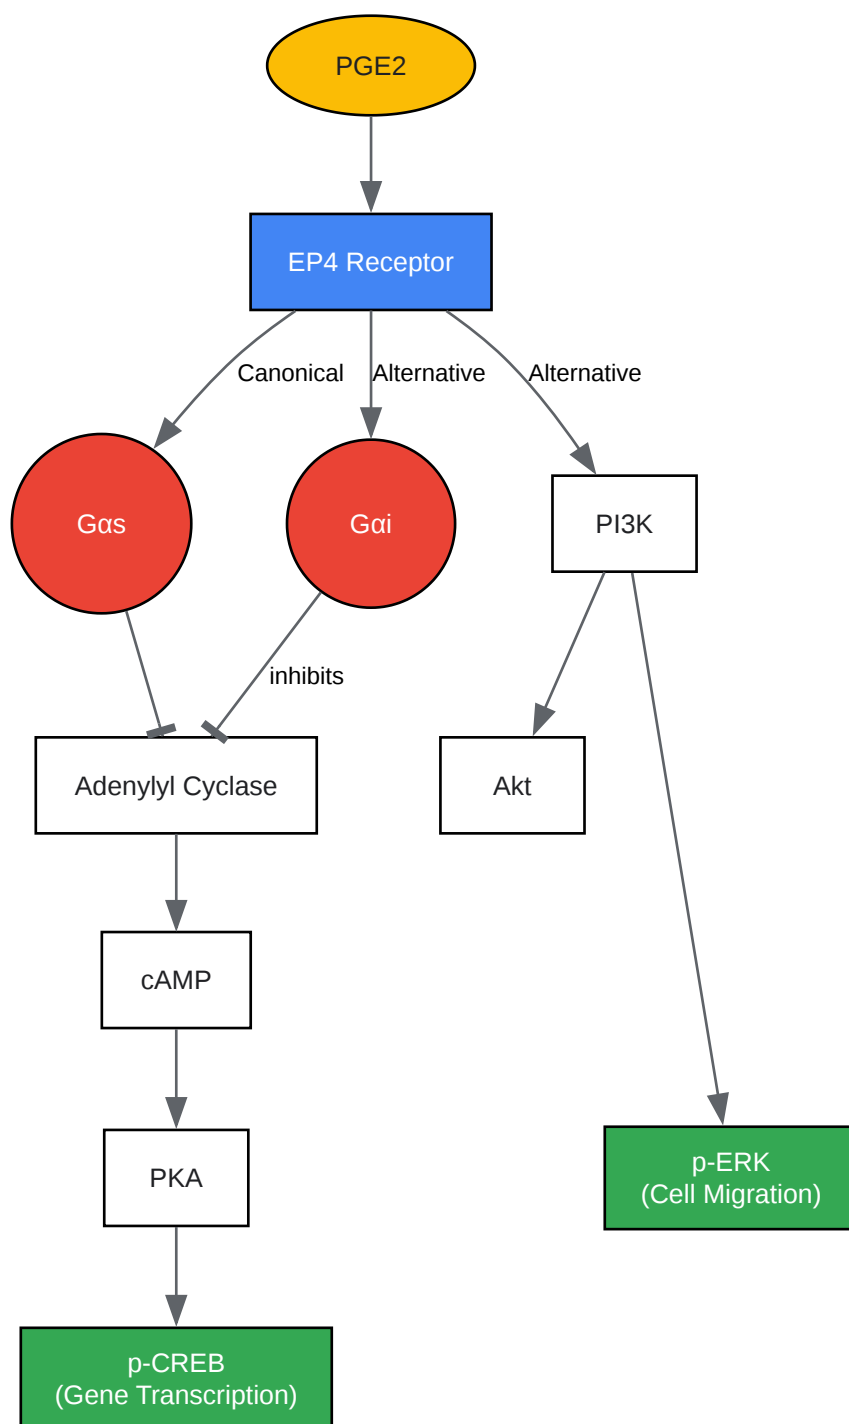 PGE2
EP4 Receptor
Canonical
Alternative
Alternative
Gαs
Gαi
PI3K
inhibits
Adenylyl Cyclase
Akt
cAMP
PKA
p-ERK
(Cell Migration)
p-CREB
(Gene Transcription)